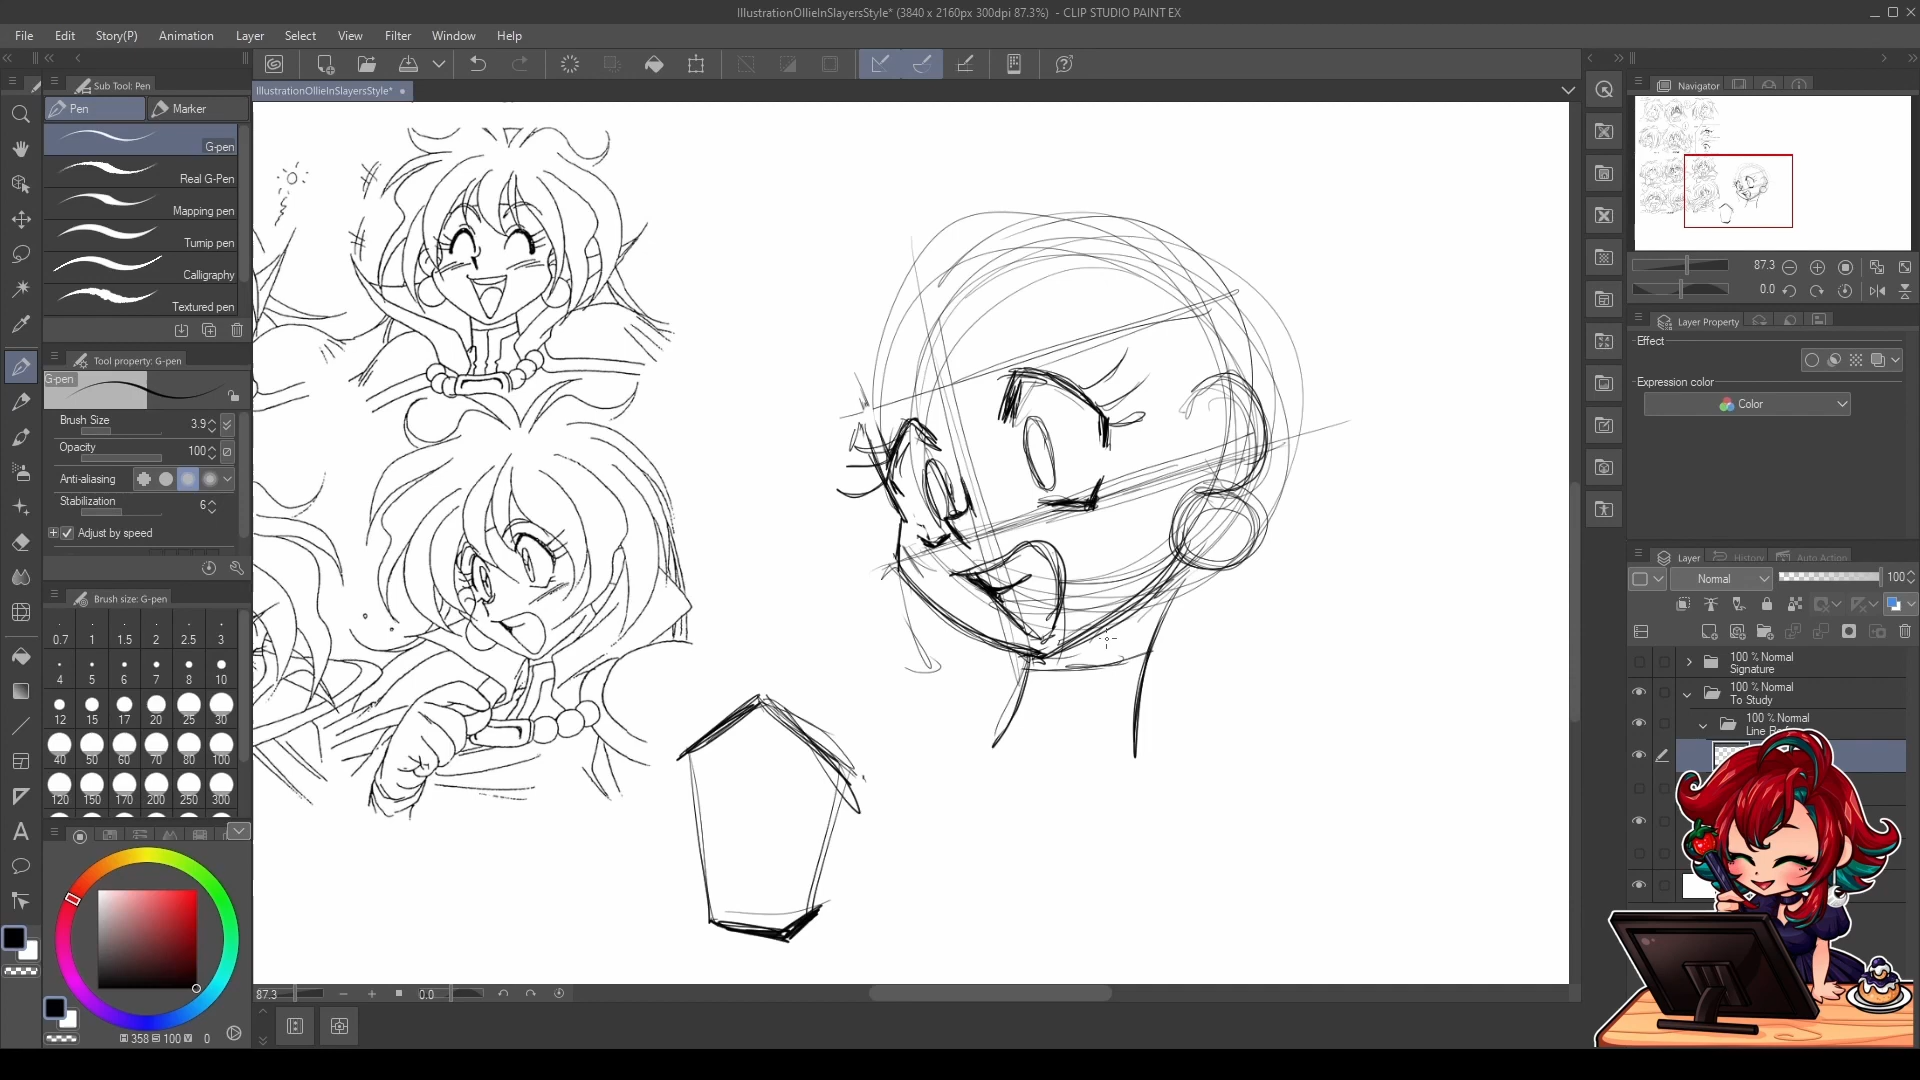 IllustrationOllieInSlayersStyle* (3840 x 2160px 300dpi 87.3%) - CLIP STUDIO PAINT EX
File Edit Story(P) Animation Layer Select View Filter Window Help
Sub Tool: Pen
IllustrationOllieInSlayersStyle*
Navigator
Pen Marker
G-pen
Real G-Pen
Mapping pen
Turnip pen
Calligraphy
Textured pen
87.3
0.0
Layer Property
Effect
Expression color
Color
Tool property: G-pen
G-pen
Brush Size 3.9
Opacity 100
Anti-aliasing
Stabilization 6
Adjust by speed
Brush size: G-pen
0.7 1 1.5 2 2.5 3
4 5 6 7 8 10
12 15 17 20 25 30
40 50 60 70 80 100
120 150 170 200 250 300
Layer History Auto Action
Normal 100
100 % Normal
Signature
100 % Normal
To Study
100 % Normal
87.3 0.0
358 100 0